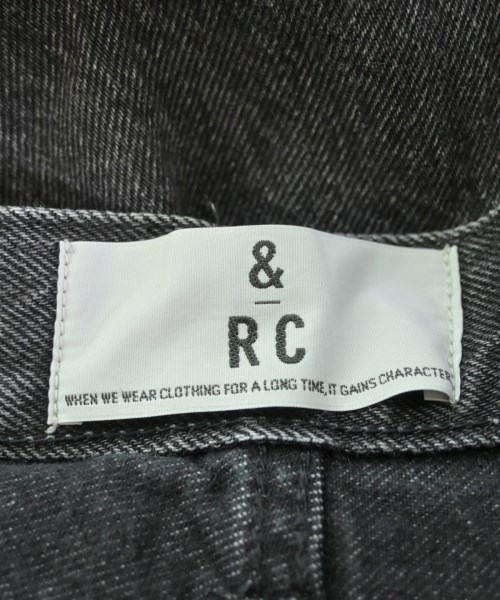 &
RC
WHEN WE WEAR CLOTHING FOR A LONG TIME, IT GAINS CHARACTER